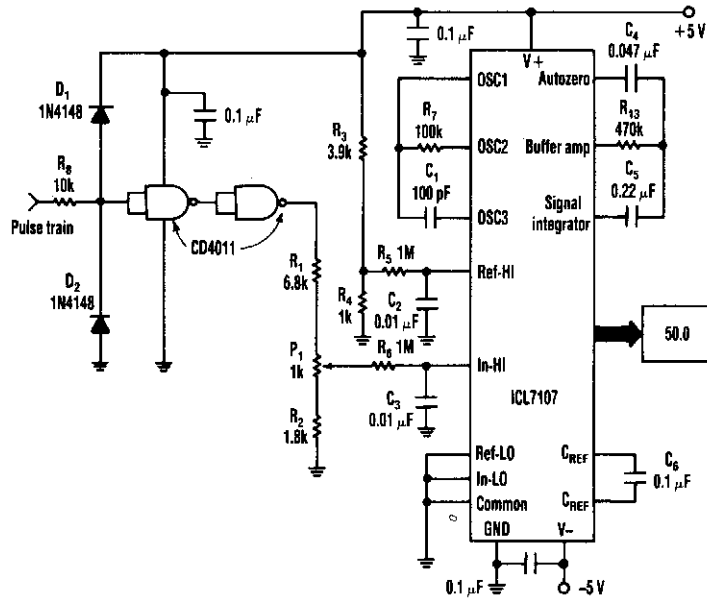 0.1 µF
+5 V
C4
0.047 µF
V+
D1
1N4148
OSC1
Autozero
0.1 µF
R3
3.9k
R7
100k
OSC2
Buffer amp
R13
470k
R8
10k
C1
100 pF
C5
0.22 µF
Pulse train
CD4011
OSC3
Signal
integrator
R1
6.8k
R5 1M
Ref-HI
D2
1N4148
R4
1k
C2
0.01 µF
50.0
P1
1k
R6 1M
In-HI
ICL7107
C3
0.01 µF
R2
1.8k
Ref-LO
CREF
C6
0.1 µF
In-LO
Common
CREF
GND
V−
0.1 µF
−5 V